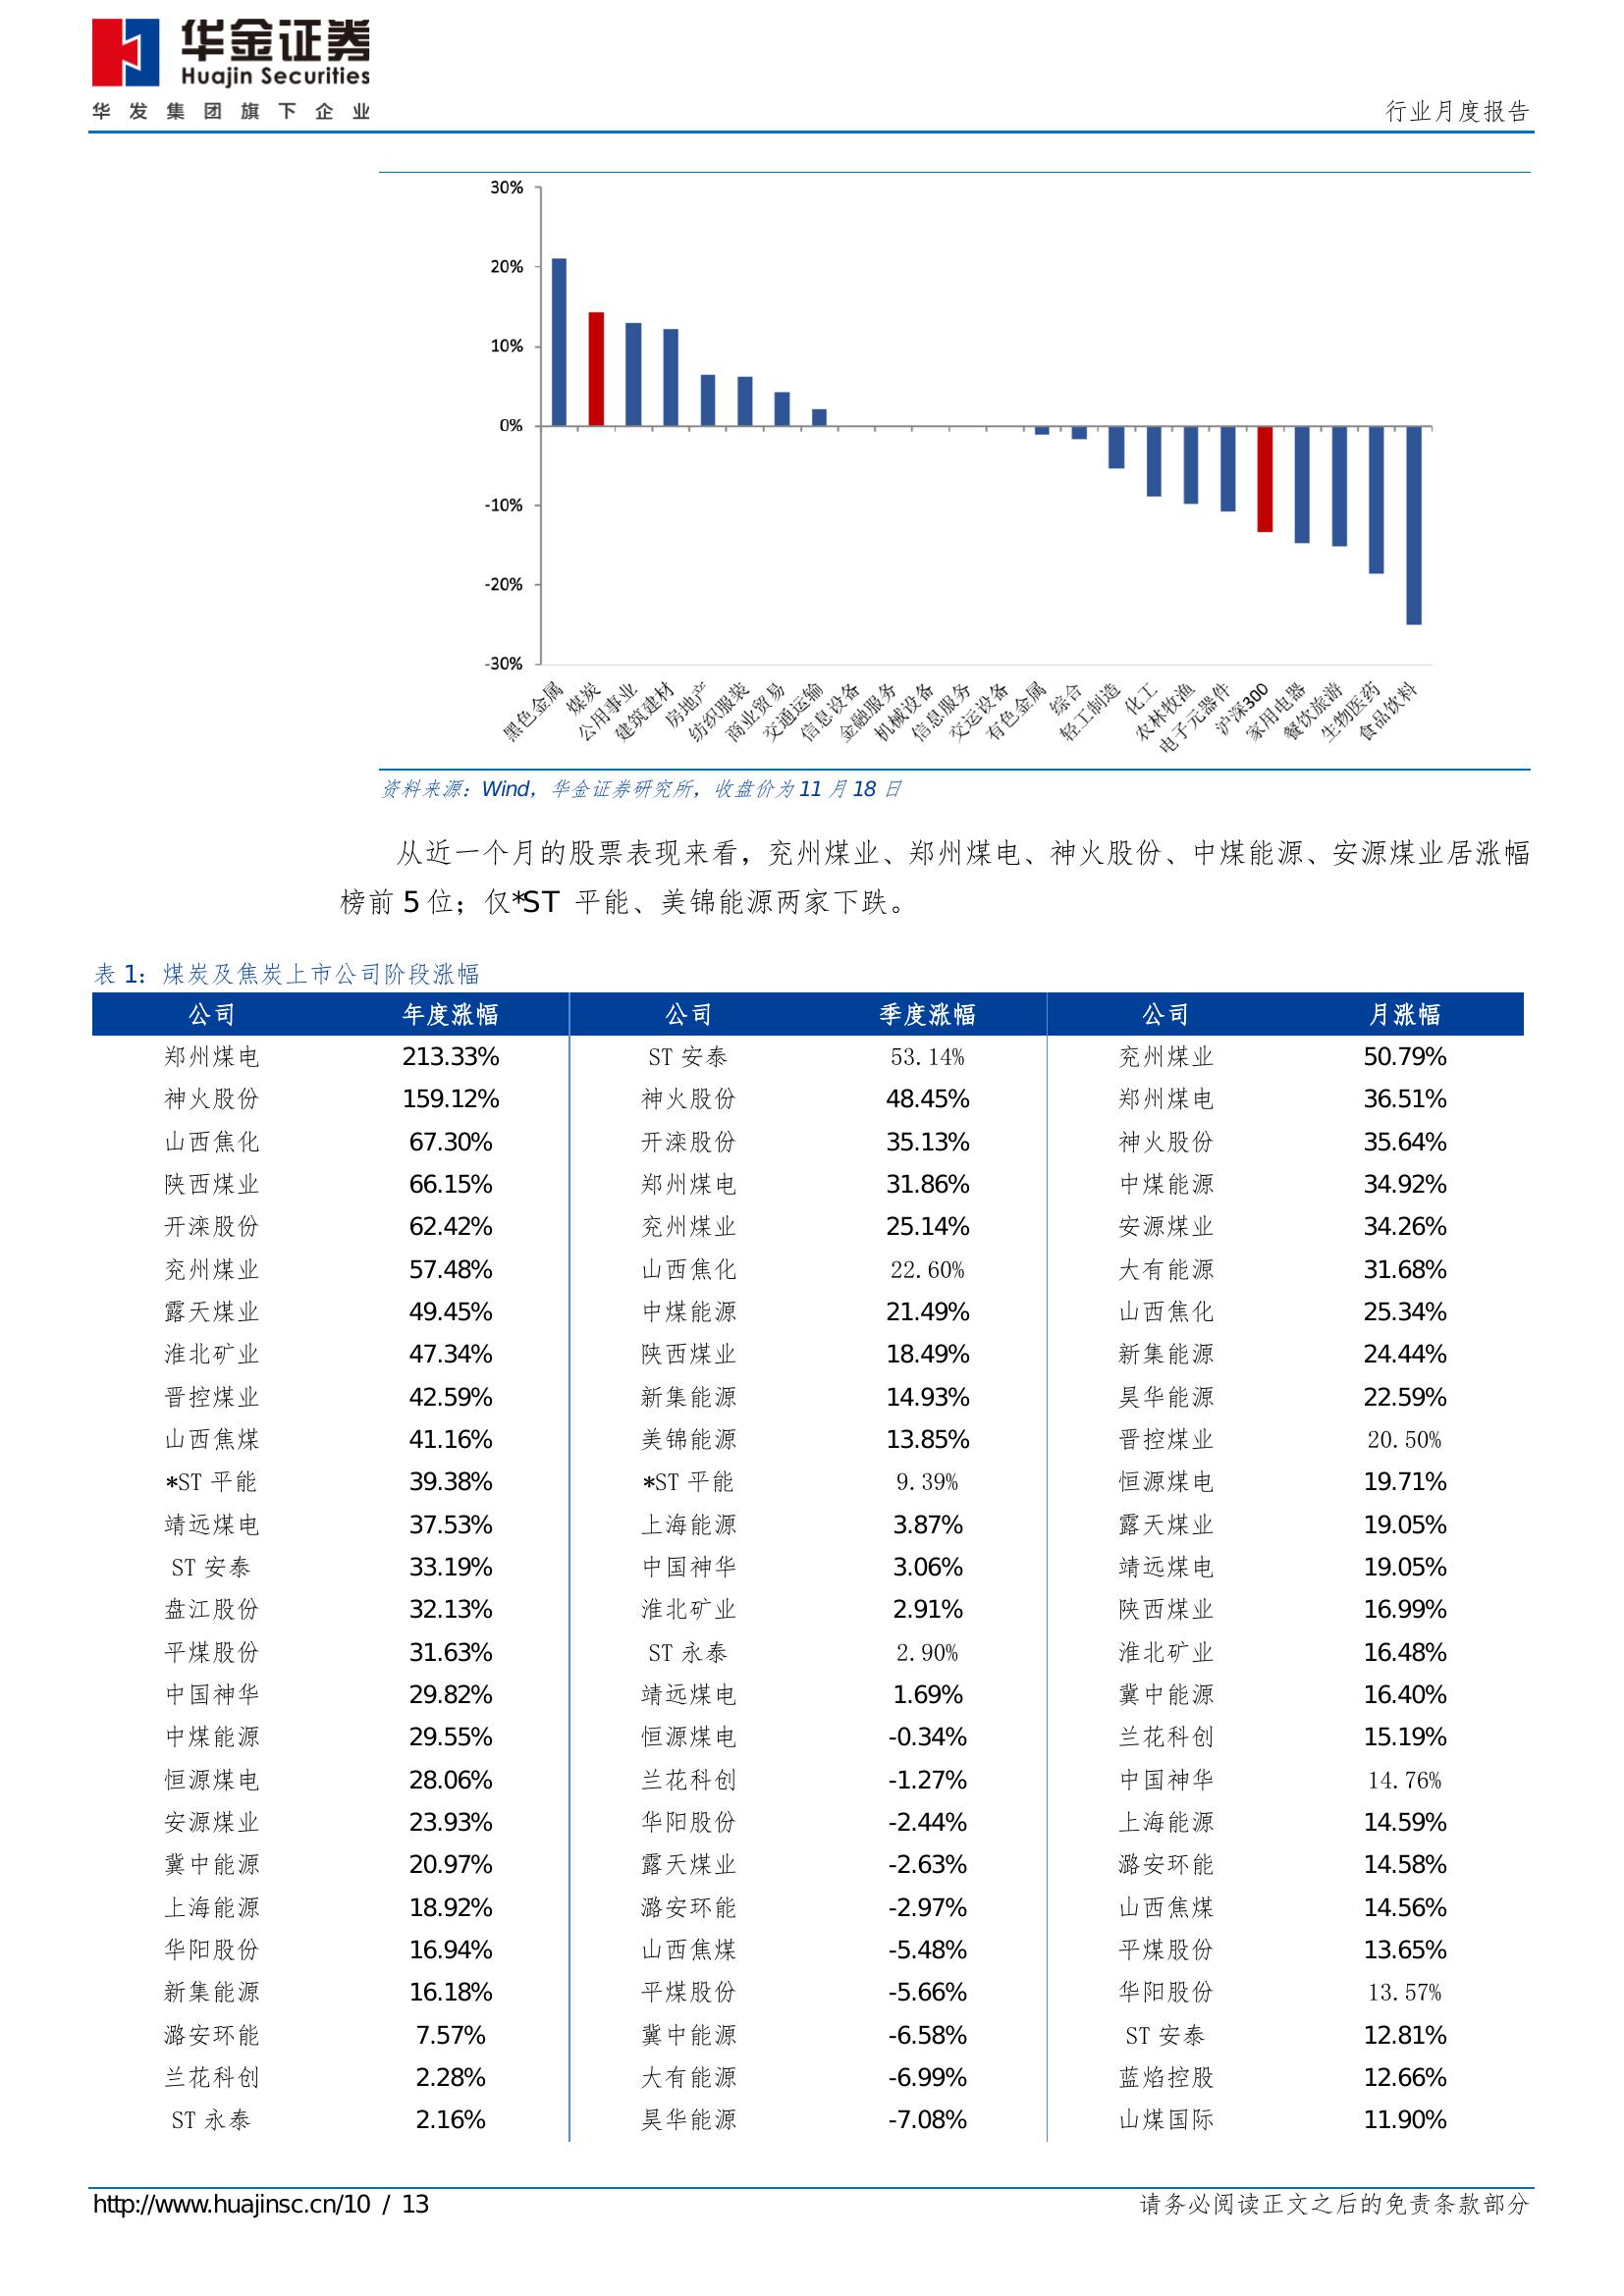 华金证券
Huajin Securities
华发集团旗下企业
行业月度报告
30%
20%
10%
0%
-10%
-20%
-30%
黑色金属 煤炭 公用事业 建筑建材 房地产 纺织服装 商业贸易 交通运输 信息设备 金融服务 机械设备 信息服务 交运设备 有色金属 综合 轻工制造 化工 农林牧渔 电子元器件 沪深300 家用电器 餐饮旅游 生物医药 食品饮料
资料来源：Wind，华金证券研究所，收盘价为 11 月 18 日
从近一个月的股票表现来看，兖州煤业、郑州煤电、神火股份、中煤能源、安源煤业居涨幅
榜前 5 位；仅*ST 平能、美锦能源两家下跌。
表 1：煤炭及焦炭上市公司阶段涨幅
公司 年度涨幅 公司 季度涨幅 公司 月涨幅
郑州煤电 213.33% ST 安泰 53.14% 兖州煤业 50.79%
神火股份 159.12% 神火股份 48.45% 郑州煤电 36.51%
山西焦化 67.30% 开滦股份 35.13% 神火股份 35.64%
陕西煤业 66.15% 郑州煤电 31.86% 中煤能源 34.92%
开滦股份 62.42% 兖州煤业 25.14% 安源煤业 34.26%
兖州煤业 57.48% 山西焦化 22.60% 大有能源 31.68%
露天煤业 49.45% 中煤能源 21.49% 山西焦化 25.34%
淮北矿业 47.34% 陕西煤业 18.49% 新集能源 24.44%
晋控煤业 42.59% 新集能源 14.93% 昊华能源 22.59%
山西焦煤 41.16% 美锦能源 13.85% 晋控煤业 20.50%
*ST 平能 39.38% *ST 平能 9.39% 恒源煤电 19.71%
靖远煤电 37.53% 上海能源 3.87% 露天煤业 19.05%
ST 安泰 33.19% 中国神华 3.06% 靖远煤电 19.05%
盘江股份 32.13% 淮北矿业 2.91% 陕西煤业 16.99%
平煤股份 31.63% ST 永泰 2.90% 淮北矿业 16.48%
中国神华 29.82% 靖远煤电 1.69% 冀中能源 16.40%
中煤能源 29.55% 恒源煤电 -0.34% 兰花科创 15.19%
恒源煤电 28.06% 兰花科创 -1.27% 中国神华 14.76%
安源煤业 23.93% 华阳股份 -2.44% 上海能源 14.59%
冀中能源 20.97% 露天煤业 -2.63% 潞安环能 14.58%
上海能源 18.92% 潞安环能 -2.97% 山西焦煤 14.56%
华阳股份 16.94% 山西焦煤 -5.48% 平煤股份 13.65%
新集能源 16.18% 平煤股份 -5.66% 华阳股份 13.57%
潞安环能 7.57% 冀中能源 -6.58% ST 安泰 12.81%
兰花科创 2.28% 大有能源 -6.99% 蓝焰控股 12.66%
ST 永泰 2.16% 昊华能源 -7.08% 山煤国际 11.90%
http://www.huajinsc.cn/10 / 13
请务必阅读正文之后的免责条款部分